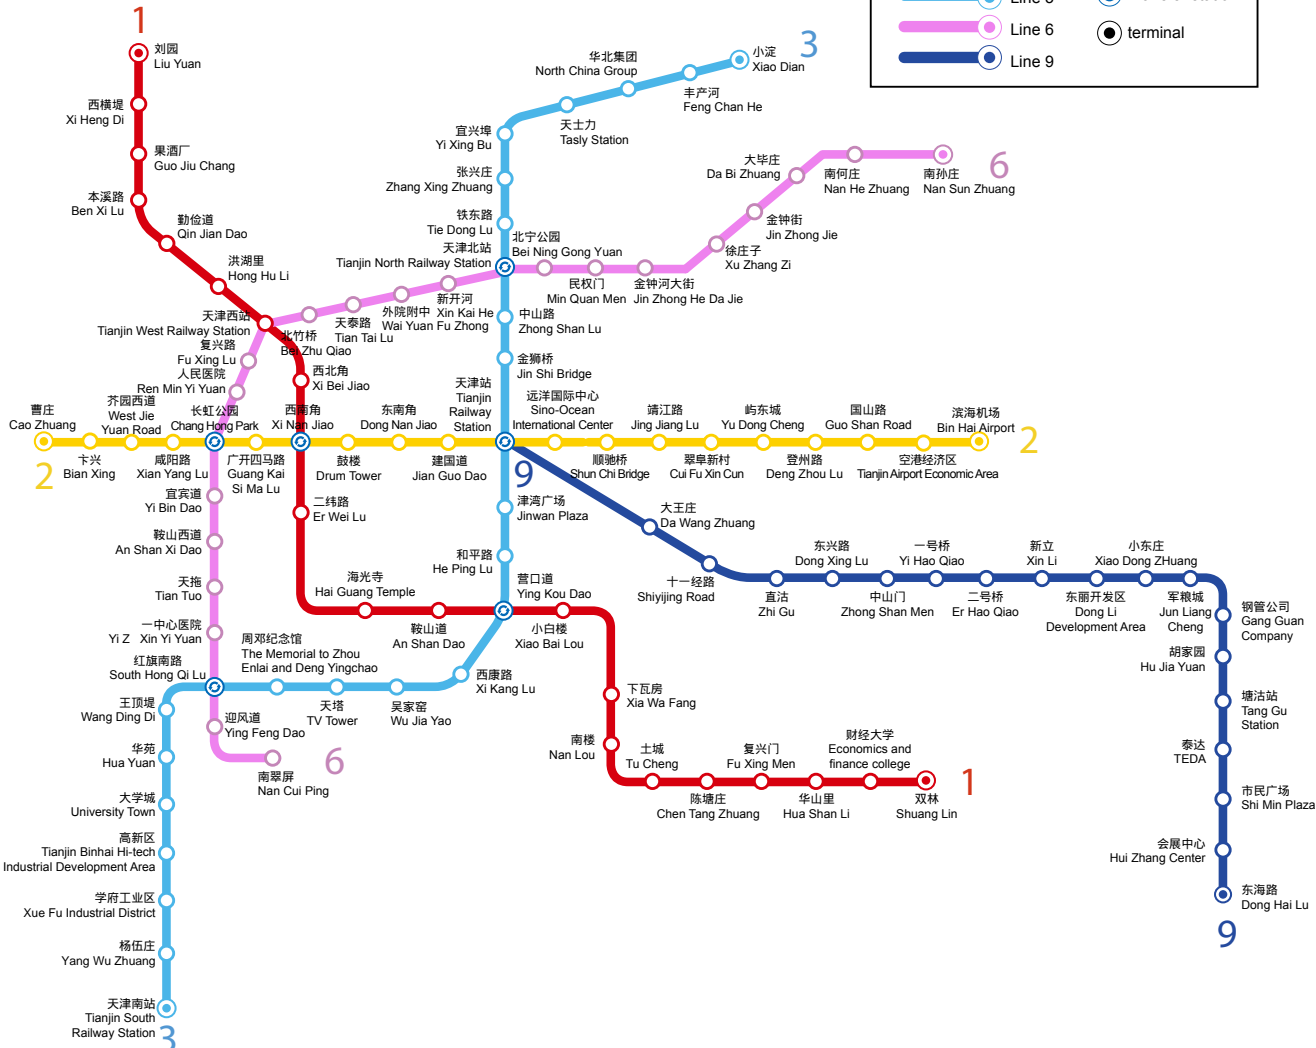 1
刘园
Liu Yuan
西横堤
Xi Heng Di
果酒厂
Guo Jiu Chang
本溪路
Ben Xi Lu
勤俭道
Qin Jian Dao
洪湖里
Hong Hu Li
天津西站
Tianjin West Railway Station
复兴路
Fu Xing Lu
人民医院
Ren Min Yi Yuan
北竹桥
Bei Zhu Qiao
天泰路
Tian Tai Lu
外院附中
Wai Yuan Fu Zhong
新开河
Xin Kai He
西北角
Xi Bei Jiao
华北集团
North China Group
小淀
Xiao Dian
3
丰产河
Feng Chan He
天士力
Tasly Station
宜兴埠
Yi Xing Bu
张兴庄
Zhang Xing Zhuang
铁东路
Tie Dong Lu
天津北站
Tianjin North Railway Station
北宁公园
Bei Ning Gong Yuan
民权门
Min Quan Men
金钟河大街
Jin Zhong He Da Jie
徐庄子
Xu Zhang Zi
金钟街
Jin Zhong Jie
大毕庄
Da Bi Zhuang
南何庄
Nan He Zhuang
南孙庄
Nan Sun Zhuang
6
Line 6
Line 9
terminal
中山路
Zhong Shan Lu
金狮桥
Jin Shi Bridge
天津站
Tianjin
Railway
Station
曹庄
Cao Zhuang
2
卞兴
Bian Xing
芥园西道
West Jie
Yuan Road
咸阳路
Xian Yang Lu
长虹公园
Chang Hong Park
广开四马路
Guang Kai
Si Ma Lu
西南角
Xi Nan Jiao
鼓楼
Drum Tower
东南角
Dong Nan Jiao
建国道
Jian Guo Dao
远洋国际中心
Sino-Ocean
International Center
顺驰桥
Shun Chi Bridge
靖江路
Jing Jiang Lu
翠阜新村
Cui Fu Xin Cun
屿东城
Yu Dong Cheng
登州路
Deng Zhou Lu
国山路
Guo Shan Road
空港经济区
Tianjin Airport Economic Area
滨海机场
Bin Hai Airport
2
9
宜宾道
Yi Bin Dao
鞍山西道
An Shan Xi Dao
天拖
Tian Tuo
一中心医院
Yi Z Xin Yi Yuan
红旗南路
South Hong Qi Lu
二纬路
Er Wei Lu
海光寺
Hai Guang Temple
鞍山道
An Shan Dao
津湾广场
Jinwan Plaza
和平路
He Ping Lu
营口道
Ying Kou Dao
小白楼
Xiao Bai Lou
西康路
Xi Kang Lu
吴家窑
Wu Jia Yao
天塔
TV Tower
周邓纪念馆
The Memorial to Zhou
Enlai and Deng Yingchao
迎风道
Ying Feng Dao
南翠屏
Nan Cui Ping
6
王顶堤
Wang Ding Di
华苑
Hua Yuan
大学城
University Town
高新区
Tianjin Binhai Hi-tech
Industrial Development Area
学府工业区
Xue Fu Industrial District
杨伍庄
Yang Wu Zhuang
天津南站
Tianjin South
Railway Station
3
下瓦房
Xia Wa Fang
南楼
Nan Lou
土城
Tu Cheng
陈塘庄
Chen Tang Zhuang
复兴门
Fu Xing Men
华山里
Hua Shan Li
财经大学
Economics and
finance college
双林
Shuang Lin
1
大王庄
Da Wang Zhuang
十一经路
Shiyijing Road
直沽
Zhi Gu
东兴路
Dong Xing Lu
中山门
Zhong Shan Men
一号桥
Yi Hao Qiao
二号桥
Er Hao Qiao
新立
Xin Li
东丽开发区
Dong Li
Development Area
小东庄
Xiao Dong ZHuang
军粮城
Jun Liang
Cheng
钢管公司
Gang Guan
Company
胡家园
Hu Jia Yuan
塘沽站
Tang Gu
Station
泰达
TEDA
市民广场
Shi Min Plaza
会展中心
Hui Zhang Center
东海路
Dong Hai Lu
9